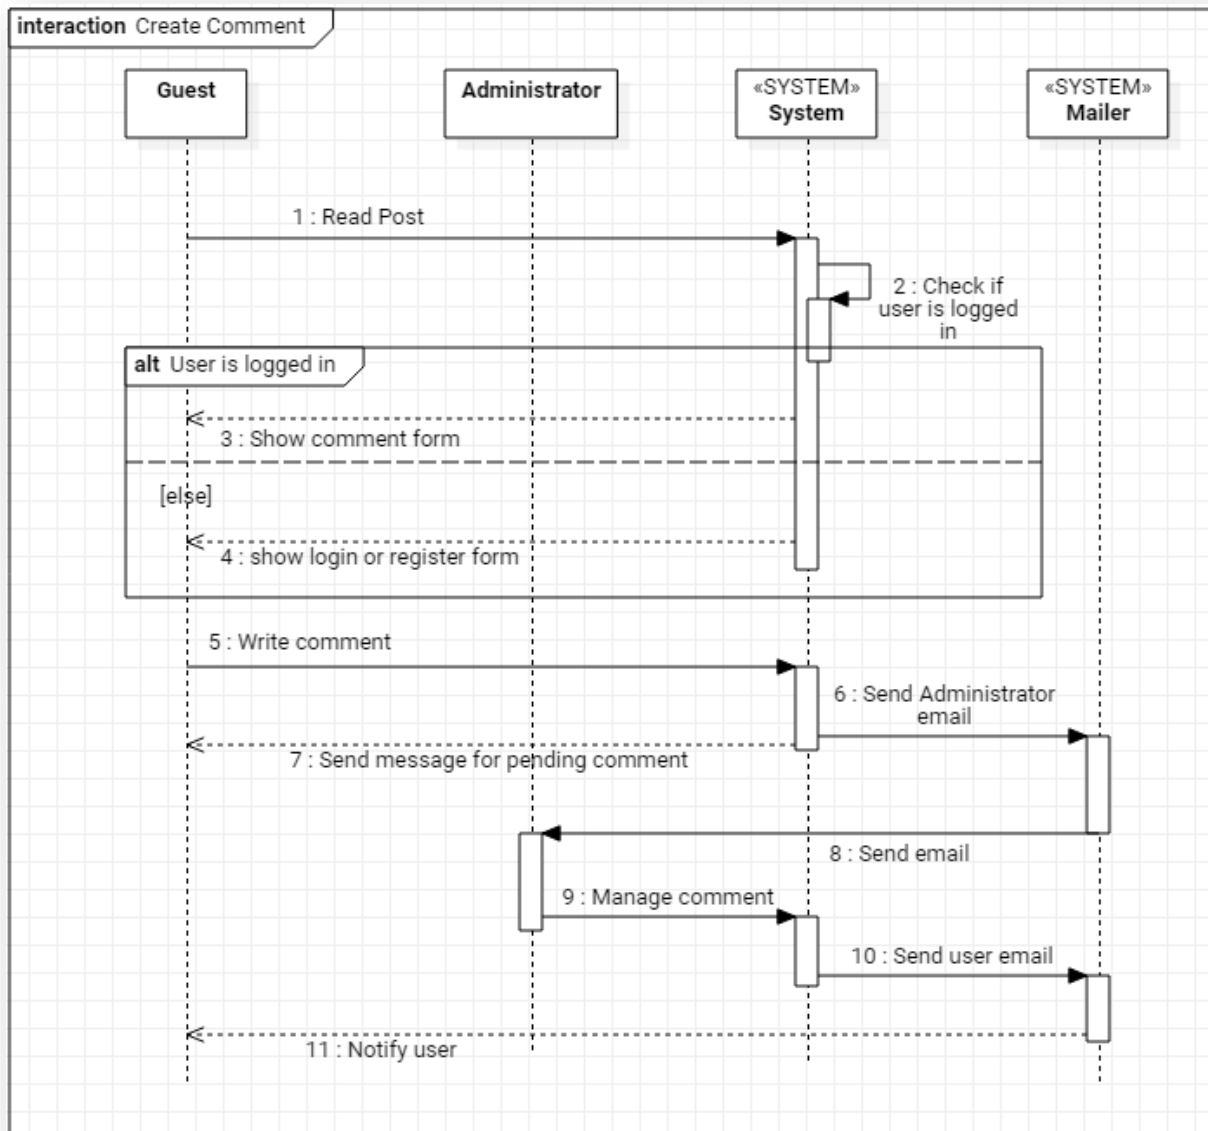 interaction Create Comment
Guest
Administrator
«SYSTEM»
System
«SYSTEM»
Mailer
1 : Read Post
2 : Check if
user is logged
in
alt User is logged in
3 : Show comment form
[else]
4 : show login or register form
5 : Write comment
6 : Send Administrator
email
7 : Send message for pending comment
8 : Send email
9 : Manage comment
10 : Send user email
11 : Notify user